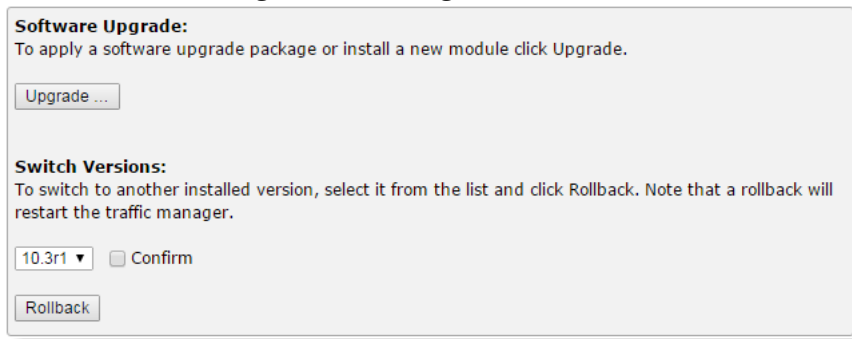 Software Upgrade:
To apply a software upgrade package or install a new module click Upgrade.
Upgrade ...
Switch Versions:
To switch to another installed version, select it from the list and click Rollback. Note that a rollback will
restart the traffic manager.
10.3r1 ▼ Confirm
Rollback